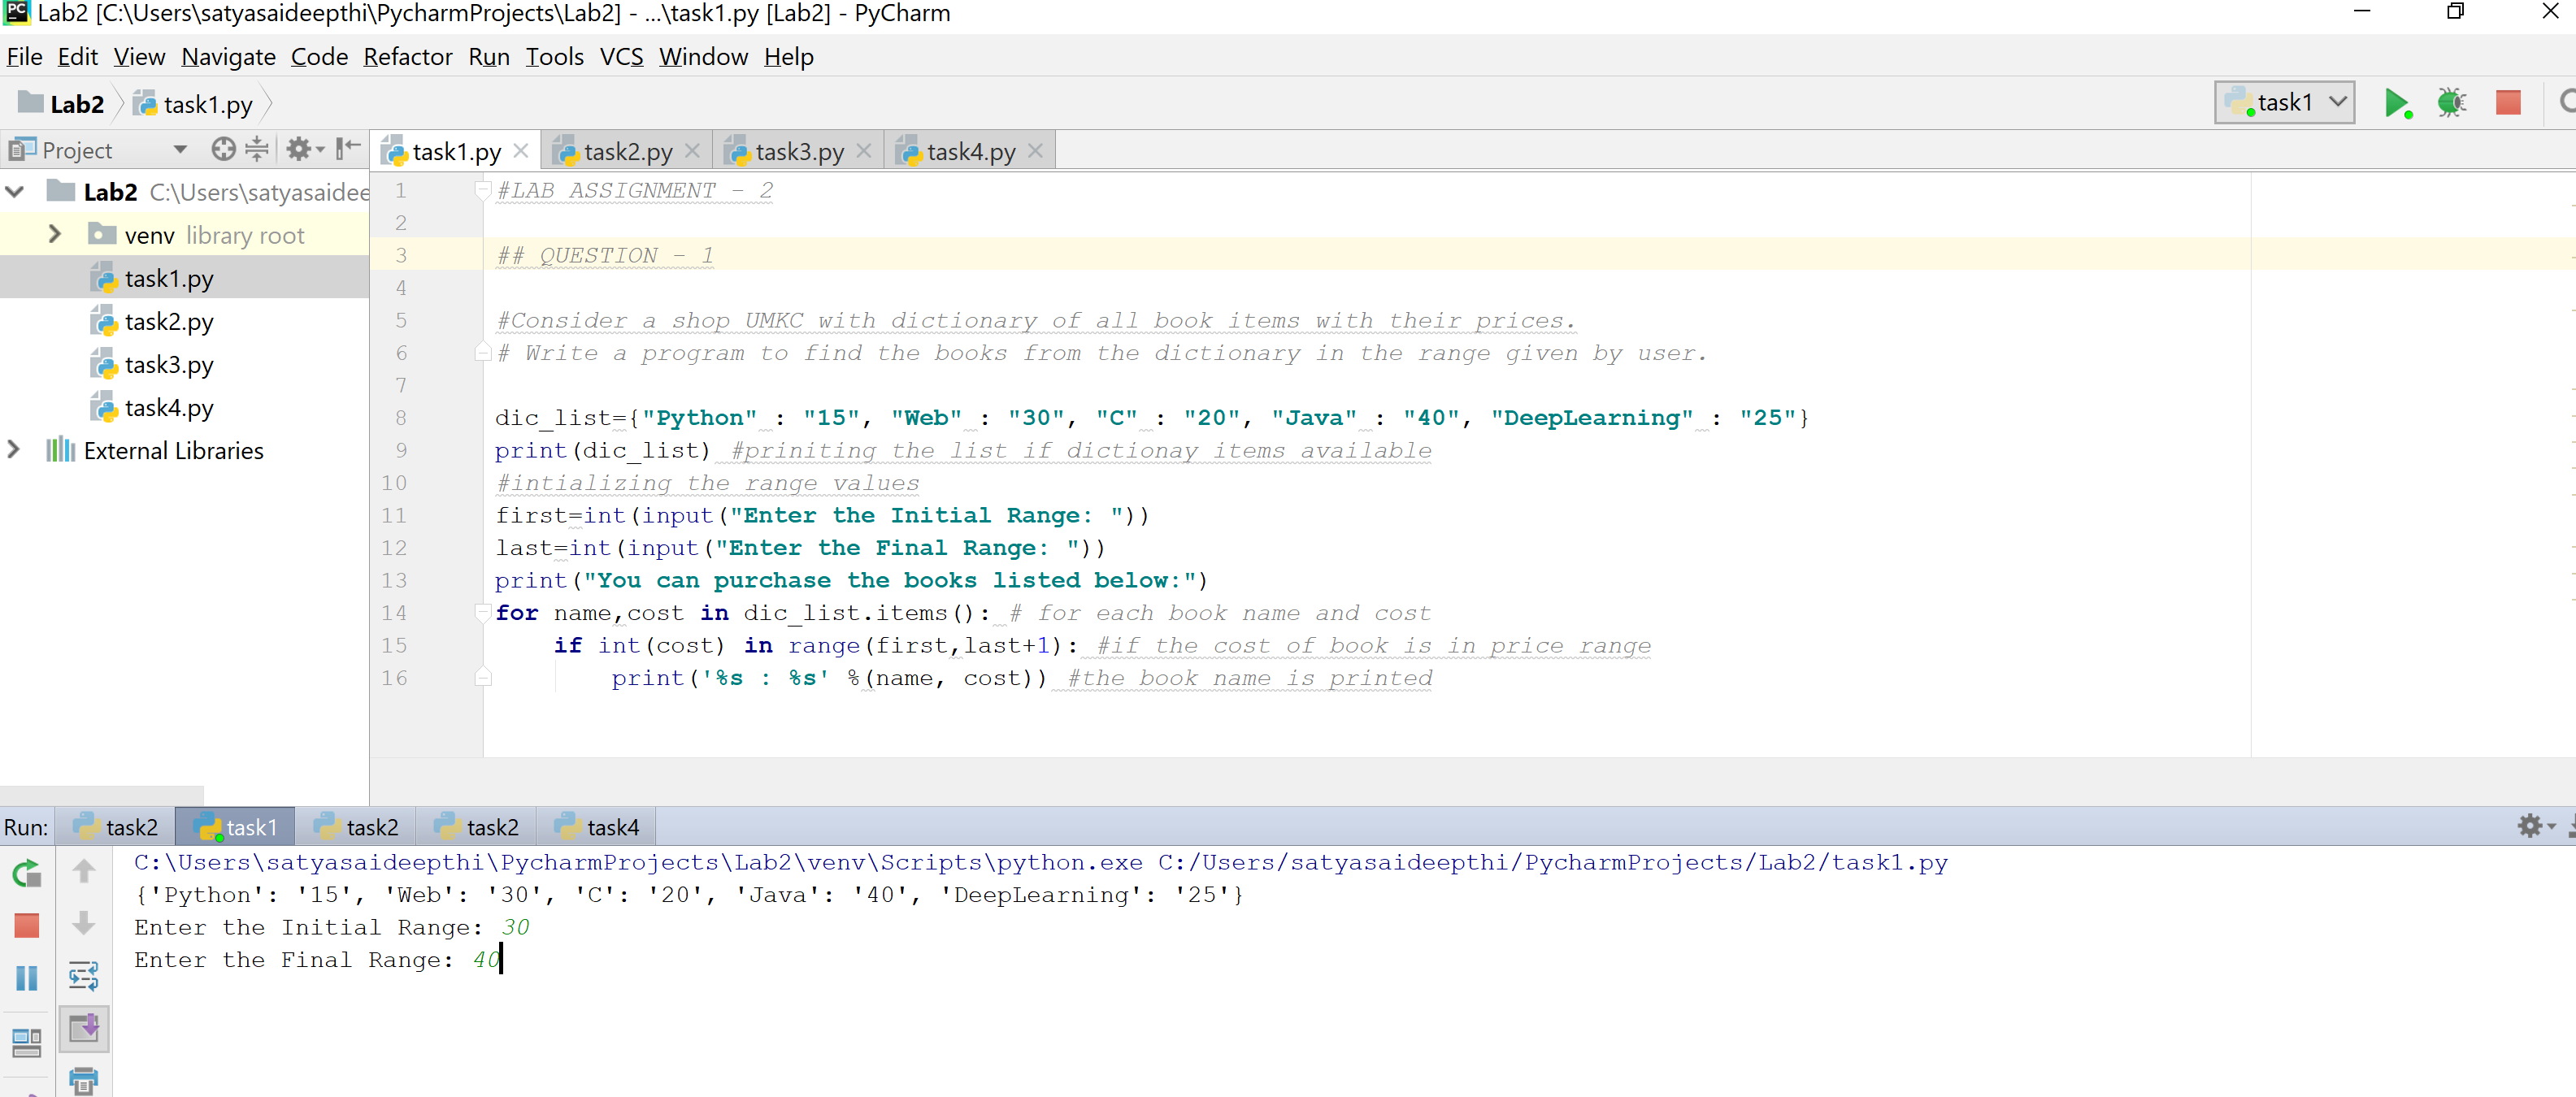 PC Lab2 [C:\Users\satyasaideepthi\PycharmProjects\Lab2] - ...\task1.py [Lab2] - PyCharm
File Edit View Navigate Code Refactor Run Tools VCS Window Help
Lab2 task1.py task1
Project task1.py task2.py task3.py task4.py
Lab2 C:\Users\satyasaidee
venv library root
task1.py
task2.py
task3.py
task4.py
External Libraries
1 #LAB ASSIGNMENT - 2
2
3 ## QUESTION - 1
4
5 #Consider a shop UMKC with dictionary of all book items with their prices.
6 # Write a program to find the books from the dictionary in the range given by user.
7
8 dic_list={"Python" : "15", "Web" : "30", "C" : "20", "Java" : "40", "DeepLearning" : "25"}
9 print(dic_list) #priniting the list if dictionay items available
10 #intializing the range values
11 first=int(input("Enter the Initial Range: "))
12 last=int(input("Enter the Final Range: "))
13 print("You can purchase the books listed below:")
14 for name,cost in dic_list.items(): # for each book name and cost
15     if int(cost) in range(first,last+1): #if the cost of book is in price range
16         print('%s : %s' %(name, cost)) #the book name is printed
Run: task2 task1 task2 task2 task4
C:\Users\satyasaideepthi\PycharmProjects\Lab2\venv\Scripts\python.exe C:/Users/satyasaideepthi/PycharmProjects/Lab2/task1.py
{'Python': '15', 'Web': '30', 'C': '20', 'Java': '40', 'DeepLearning': '25'}
Enter the Initial Range: 30
Enter the Final Range: 40